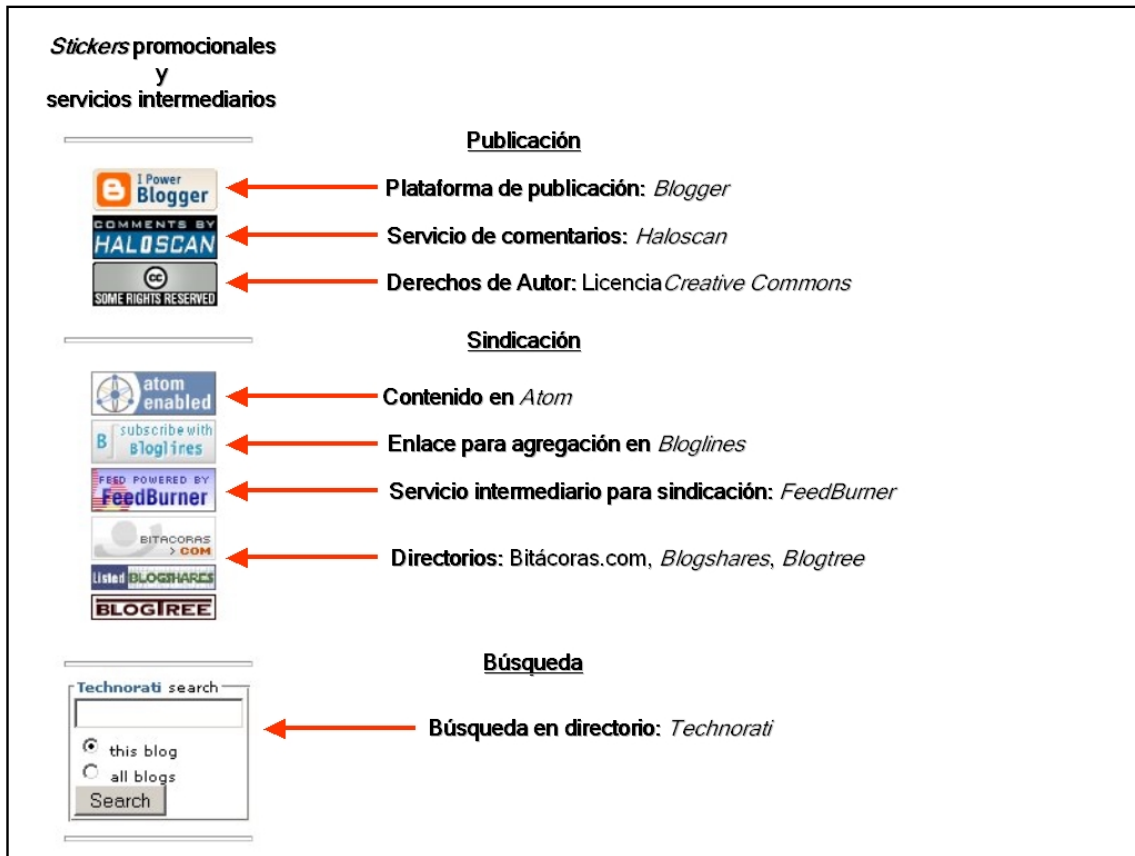 Stickers promocionales
y
servicios intermediarios
Publicación
I Power
Blogger
Plataforma de publicación: Blogger
COMMENTS BY
HALOSCAN
Servicio de comentarios: Haloscan
cc
SOME RIGHTS RESERVED
Derechos de Autor: Licencia Creative Commons
Sindicación
atom
enabled
Contenido en Atom
B
subscribe with
Bloglines
Enlace para agregación en Bloglines
FEED POWERED BY
FeedBurner
Servicio intermediario para sindicación: FeedBurner
BITACORAS
> COM
Directorios: Bitácoras.com, Blogshares, Blogtree
Listed BLOGSHARES
BLOGTREE
Búsqueda
Technorati search
Búsqueda en directorio: Technorati
this blog
all blogs
Search